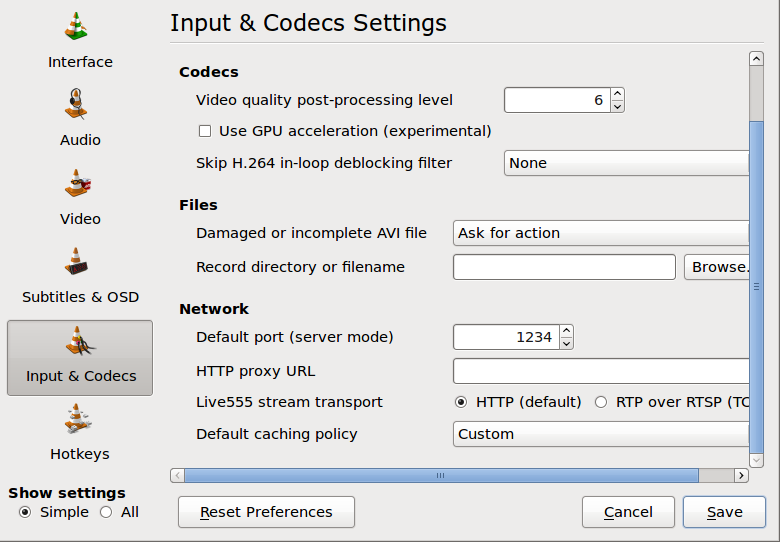 Input & Codecs Settings
Interface
Audio
Video
Subtitles & OSD
Input & Codecs
Hotkeys
Show settings
Simple All
Codecs
Video quality post-processing level 6
Use GPU acceleration (experimental)
Skip H.264 in-loop deblocking filter None
Files
Damaged or incomplete AVI file Ask for action
Record directory or filename Browse.
Network
Default port (server mode) 1234
HTTP proxy URL
Live555 stream transport HTTP (default) RTP over RTSP (TC
Default caching policy Custom
Reset Preferences Cancel Save